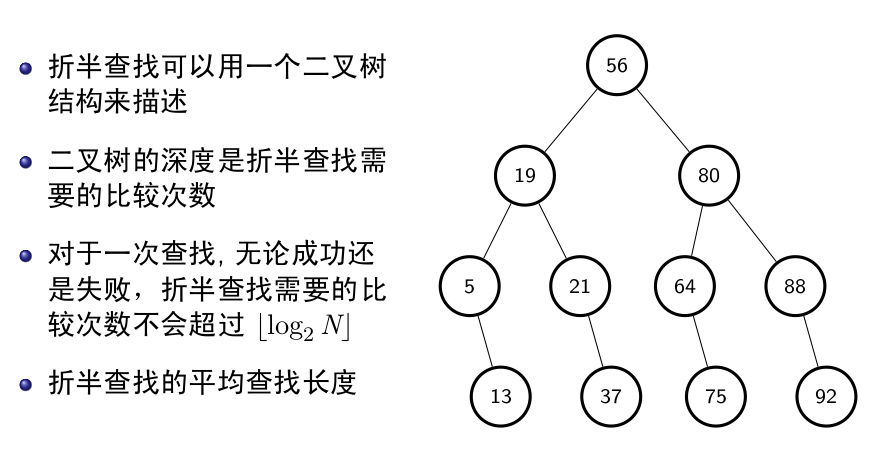 折半查找可以用一个二叉树
结构来描述
二叉树的深度是折半查找需
要的比较次数
对于一次查找, 无论成功还
是失败，折半查找需要的比
较次数不会超过 ⌊log₂ N⌋
折半查找的平均查找长度
56
19 80
5 21 64 88
13 37 75 92